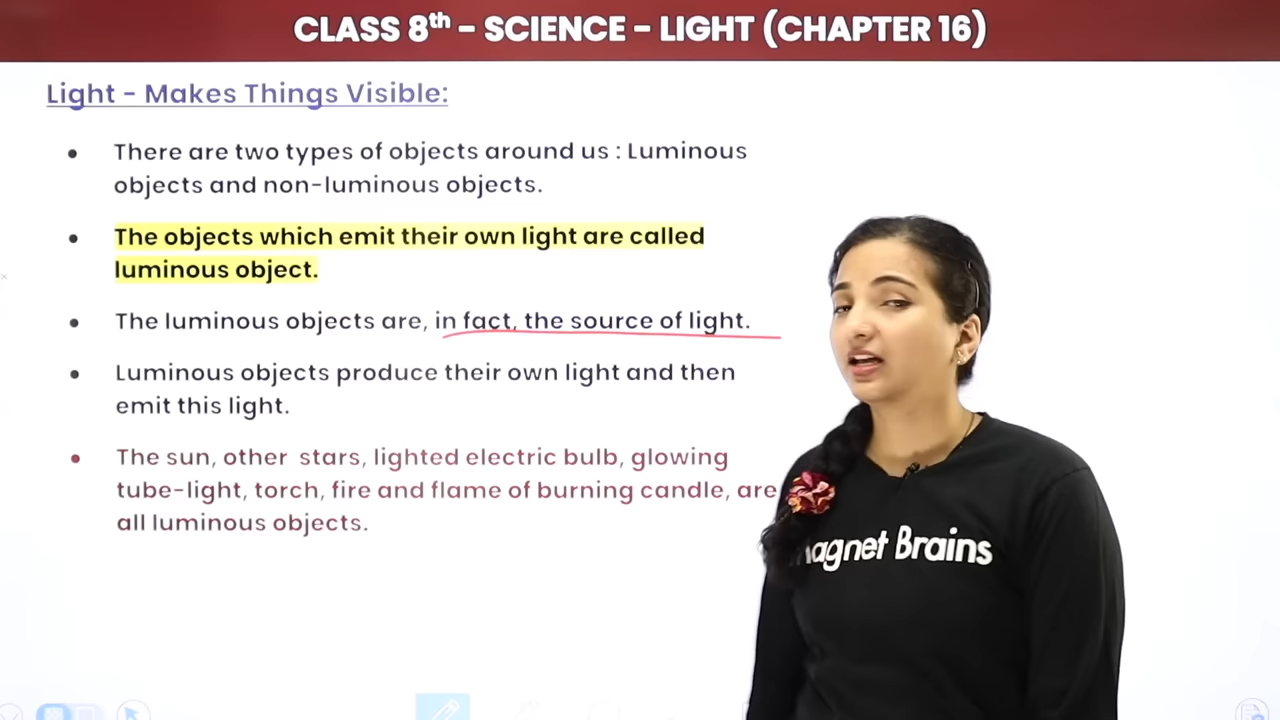 CLASS 8th - SCIENCE - LIGHT (CHAPTER 16)
Light - Makes Things Visible:
• There are two types of objects around us : Luminous
objects and non-luminous objects.
• The objects which emit their own light are called
luminous object.
• The luminous objects are, in fact, the source of light.
• Luminous objects produce their own light and then
emit this light.
• The sun, other stars, lighted electric bulb, glowing
tube-light, torch, fire and flame of burning candle, are
all luminous objects.
agnet Brains